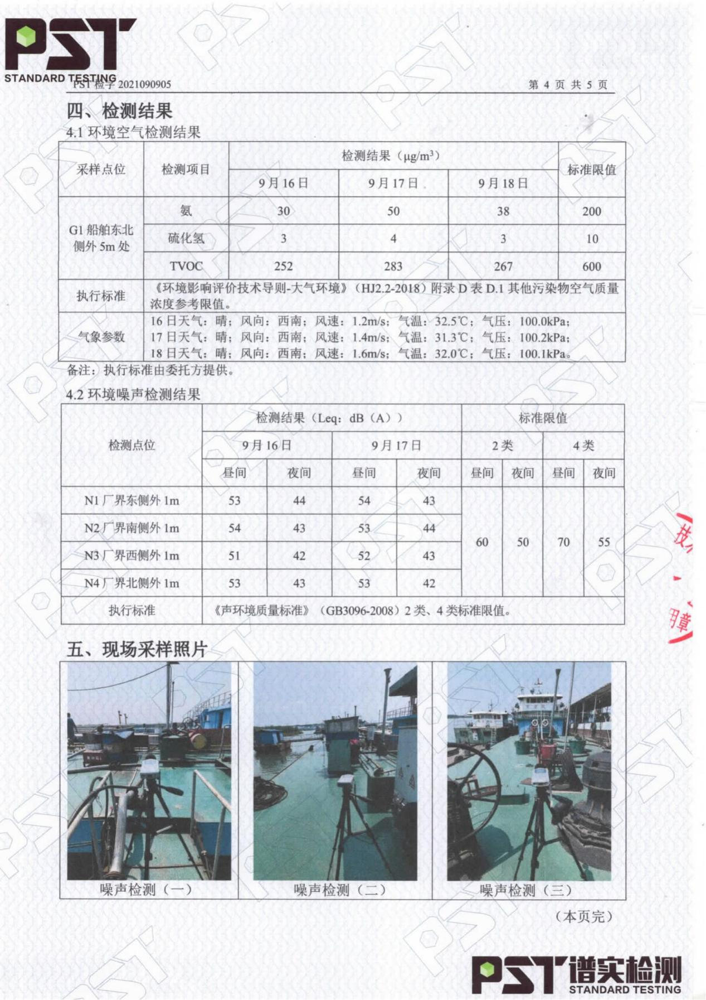 PST
STANDARD TESTING
PST 检字 2021090905
第 4 页 共 5 页
四、检测结果
4.1 环境空气检测结果
采样点位 检测项目 检测结果（μg/m³） 标准限值
9 月 16 日 9 月 17 日 9 月 18 日
G1 船舶东北侧外 5m 处
氨 30 50 38 200
硫化氢 3 4 3 10
TVOC 252 283 267 600
执行标准 《环境影响评价技术导则-大气环境》（HJ2.2-2018）附录 D 表 D.1 其他污染物空气质量
浓度参考限值。
气象参数
16 日天气：晴；风向：西南；风速：1.2m/s；气温：32.5℃；气压：100.0kPa；
17 日天气：晴；风向：西南；风速：1.4m/s；气温：31.3℃；气压：100.2kPa；
18 日天气：晴；风向：西南；风速：1.6m/s；气温：32.0℃；气压：100.1kPa。
备注：执行标准由委托方提供。
4.2 环境噪声检测结果
检测点位 检测结果（Leq：dB（A）） 标准限值
9 月 16 日 9 月 17 日 2 类 4 类
昼间 夜间 昼间 夜间 昼间 夜间 昼间 夜间
N1 厂界东侧外 1m 53 44 54 43
N2 厂界南侧外 1m 54 43 53 44
60 50 70 55
N3 厂界西侧外 1m 51 42 52 43
N4 厂界北侧外 1m 53 43 53 42
执行标准 《声环境质量标准》（GB3096-2008）2 类、4 类标准限值。
五、现场采样照片
噪声检测（一） 噪声检测（二） 噪声检测（三）
（本页完）
PST 谱实检测
STANDARD TESTING